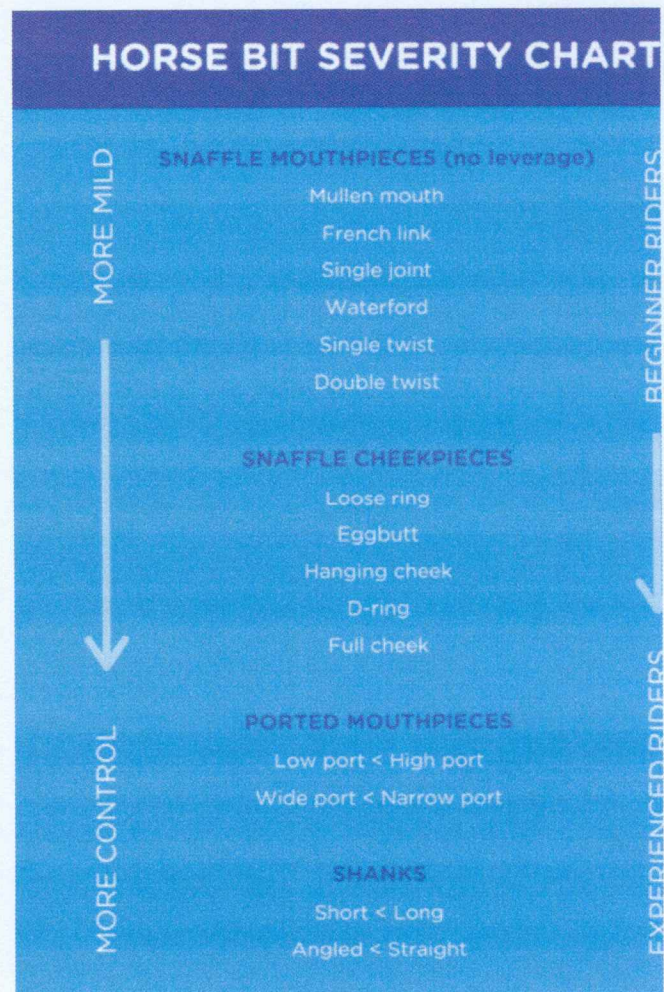 HORSE BIT SEVERITY CHART
MORE MILD
MORE CONTROL
SNAFFLE MOUTHPIECES (no leverage)
Mullen mouth
French link
Single joint
Waterford
Single twist
Double twist
SNAFFLE CHEEKPIECES
Loose ring
Eggbutt
Hanging cheek
D-ring
Full cheek
PORTED MOUTHPIECES
Low port < High port
Wide port < Narrow port
SHANKS
Short < Long
Angled < Straight
BEGINNER RIDERS
EXPERIENCED RIDERS